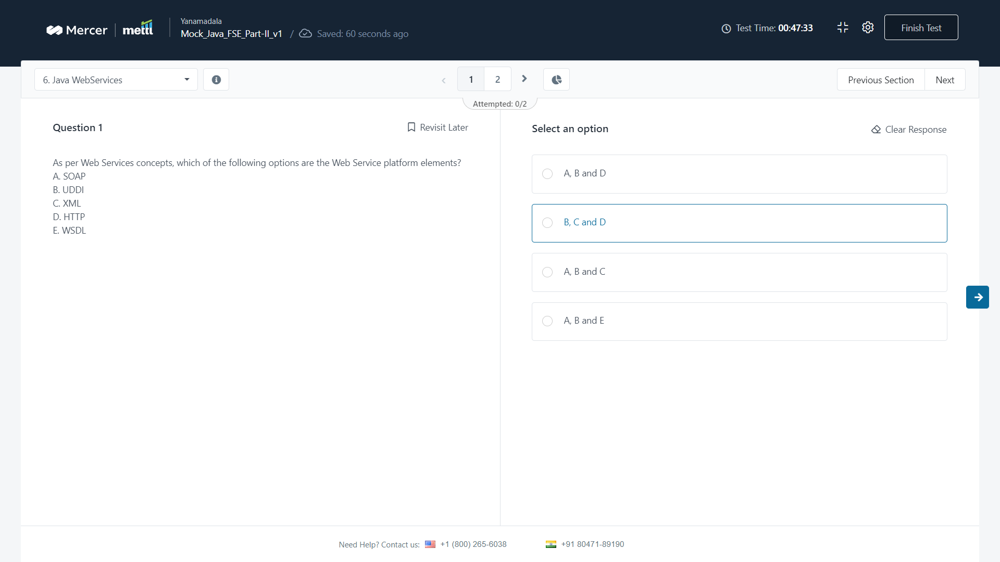 Mercer | mettl
Yanamadala
Mock_Java_FSE_Part-II_v1 / Saved: 60 seconds ago
Test Time: 00:47:33
Finish Test
6. Java WebServices
1
2
Previous Section
Next
Attempted: 0/2
Question 1
Revisit Later
As per Web Services concepts, which of the following options are the Web Service platform elements?
A. SOAP
B. UDDI
C. XML
D. HTTP
E. WSDL
Select an option
Clear Response
A, B and D
B, C and D
A, B and C
A, B and E
Need Help? Contact us: +1 (800) 265-6038 +91 80471-89190